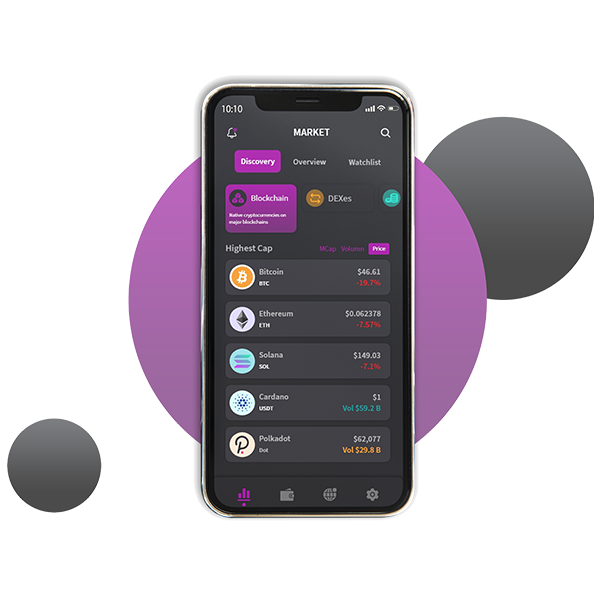 10:10
MARKET
Discovery Overview Watchlist
Blockchain DEXes
Native cryptocurrencies on
major blockchains
Highest Cap MCap Volumn Price
Bitcoin $46.61
BTC -19.7%
Ethereum $0.062378
ETH -7.57%
Solana $149.03
SOL -7.1%
Cardano $1
USDT Vol $59.2 B
Polkadot $62,077
Dot Vol $29.8 B